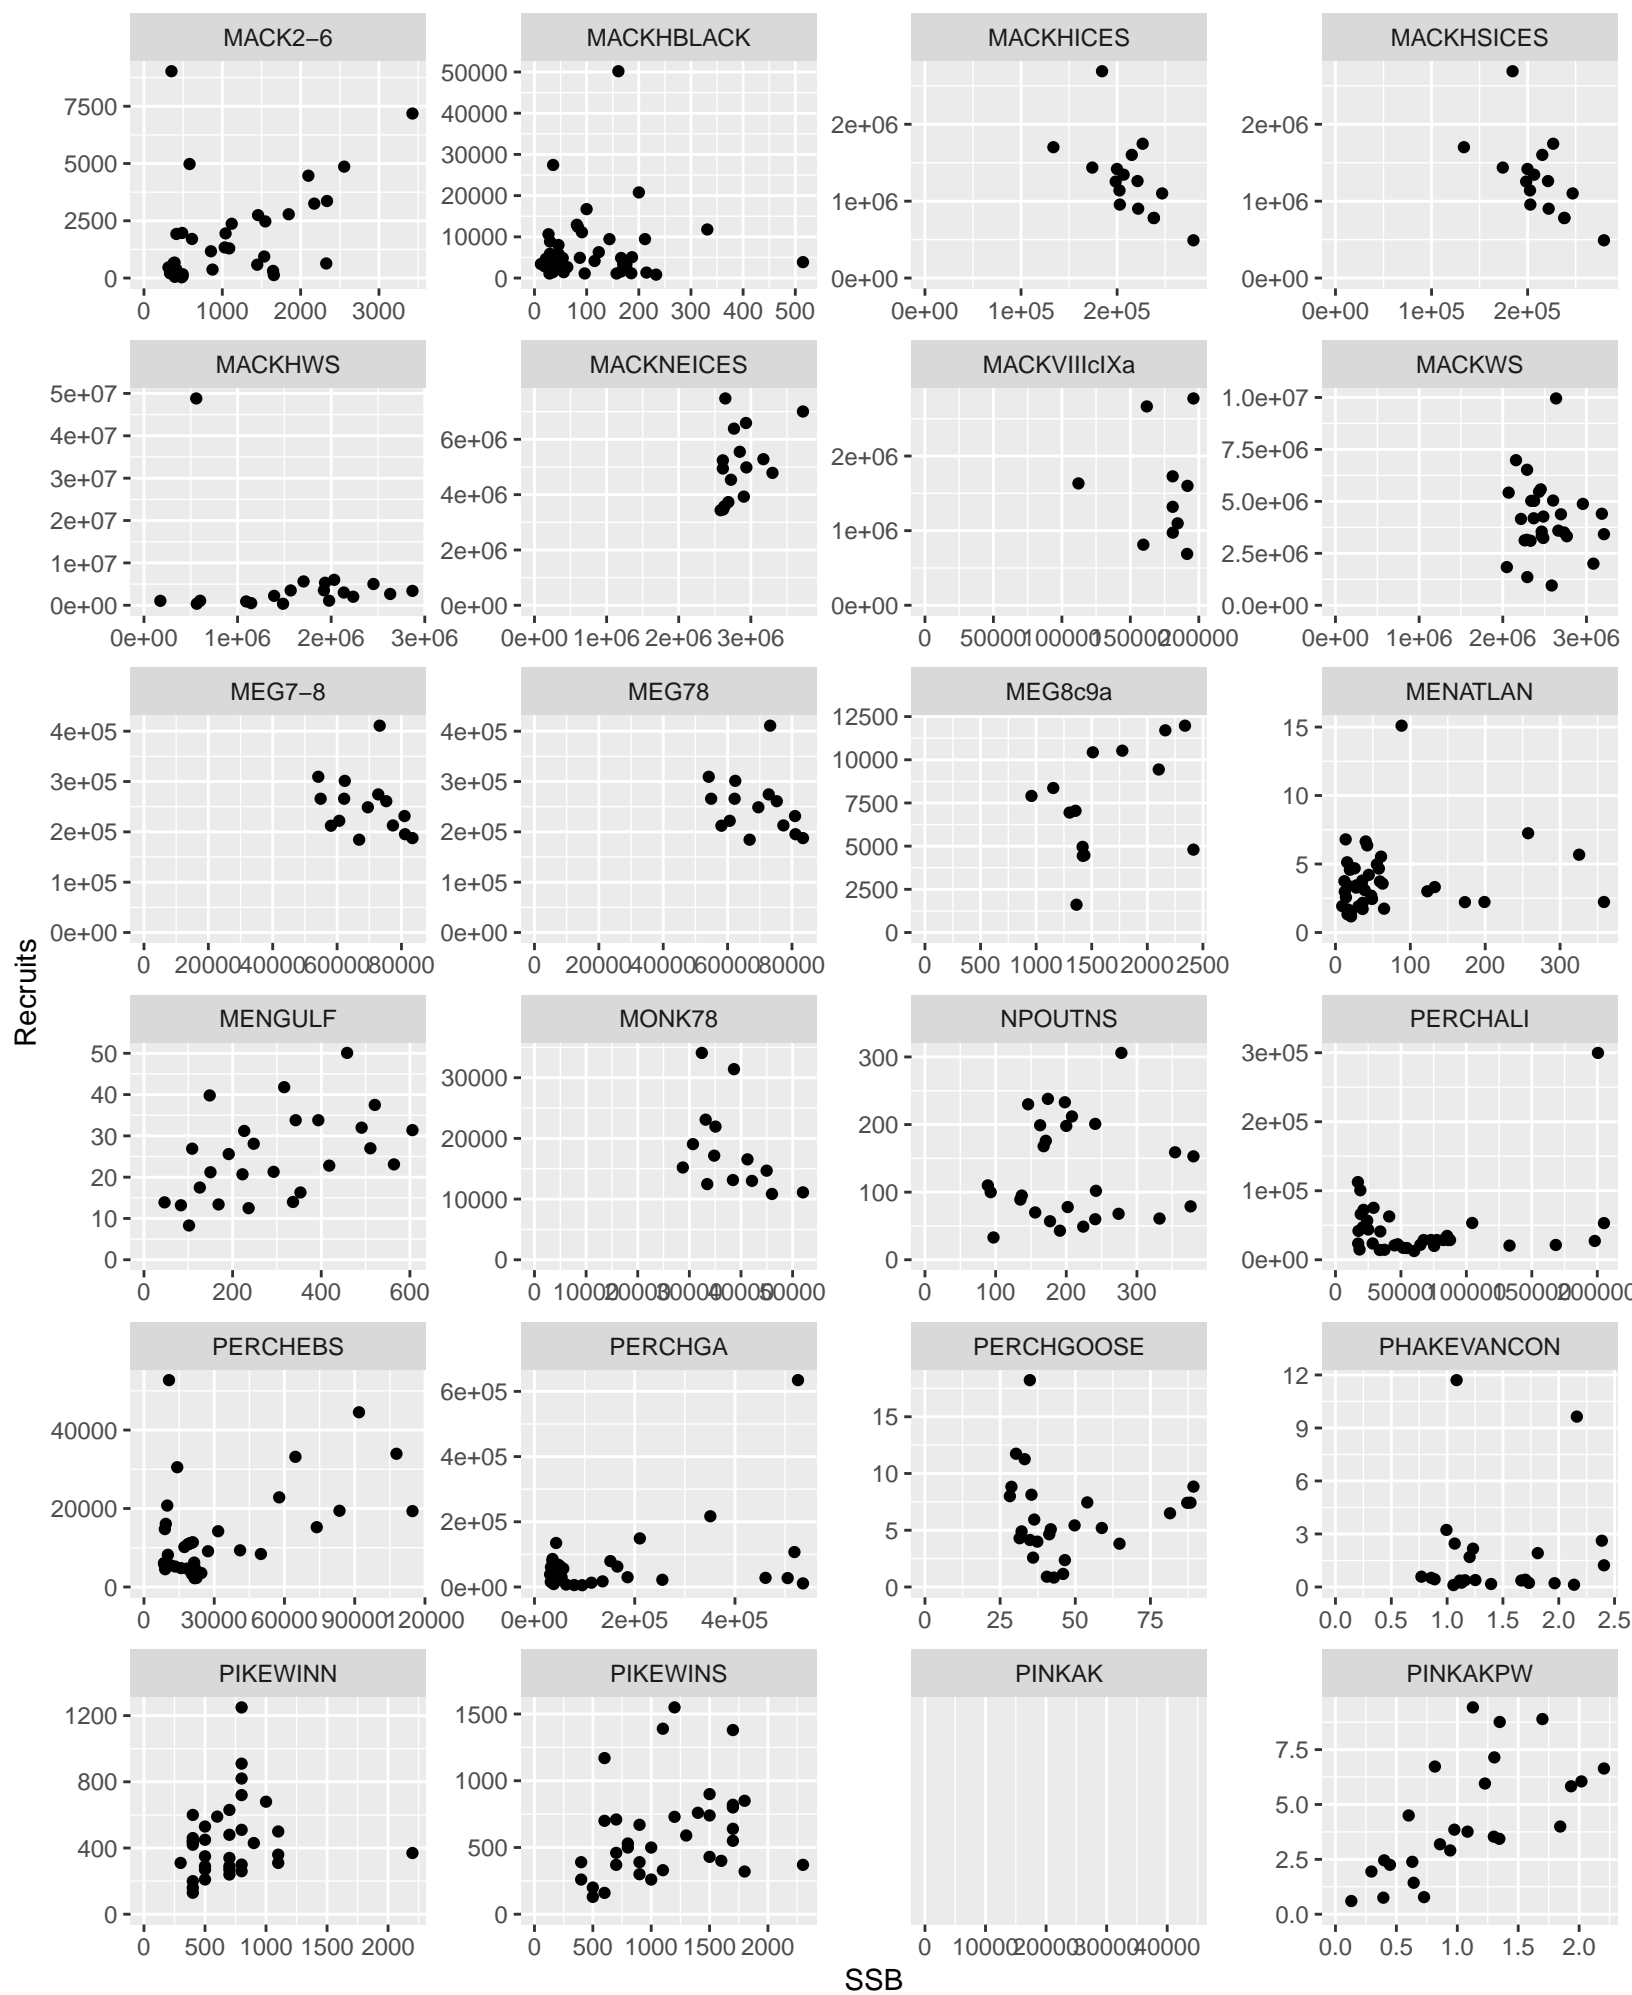 MACK2−6 MACKHBLACK MACKHICES MACKHSICES
7500
5000
2500
0
50000
40000
30000
20000
10000
0
2e+06
1e+06
0e+00
2e+06
1e+06
0e+00
0 1000 2000 3000
0 100 200 300 400 500
0e+00 1e+05 2e+05
0e+00 1e+05 2e+05
MACKHWS MACKNEICES MACKVIIIcIXa MACKWS
5e+07
4e+07
3e+07
2e+07
1e+07
0e+00
6e+06
4e+06
2e+06
0e+00
2e+06
1e+06
0e+00
1.0e+07
7.5e+06
5.0e+06
2.5e+06
0.0e+00
0e+00 1e+06 2e+06 3e+06
0e+00 1e+06 2e+06 3e+06
0 50000 100000 150000 200000
0e+00 1e+06 2e+06 3e+06
MEG7−8 MEG78 MEG8c9a MENATLAN
4e+05
3e+05
2e+05
1e+05
0e+00
4e+05
3e+05
2e+05
1e+05
0e+00
12500
10000
7500
5000
2500
0
15
10
5
0
0 20000 40000 60000 80000
0 20000 40000 60000 80000
0 500 1000 1500 2000 2500
0 100 200 300
Recruits
MENGULF MONK78 NPOUTNS PERCHALI
50
40
30
20
10
0
30000
20000
10000
0
300
200
100
0
3e+05
2e+05
1e+05
0e+00
0 200 400 600
0 10000 20000 30000 40000 50000
0 100 200 300
0 50000 100000 150000 200000
PERCHEBS PERCHGA PERCHGOOSE PHAKEVANCON
40000
20000
0
6e+05
4e+05
2e+05
0e+00
15
10
5
0
12
9
6
3
0
0 30000 60000 90000 120000
0e+00 2e+05 4e+05
0 25 50 75
0.0 0.5 1.0 1.5 2.0 2.5
PIKEWINN PIKEWINS PINKAK PINKAKPW
1200
800
400
0
1500
1000
500
0
7.5
5.0
2.5
0.0
0 500 1000 1500 2000
0 500 1000 1500 2000
0 10000 20000 30000 40000
0.0 0.5 1.0 1.5 2.0
SSB